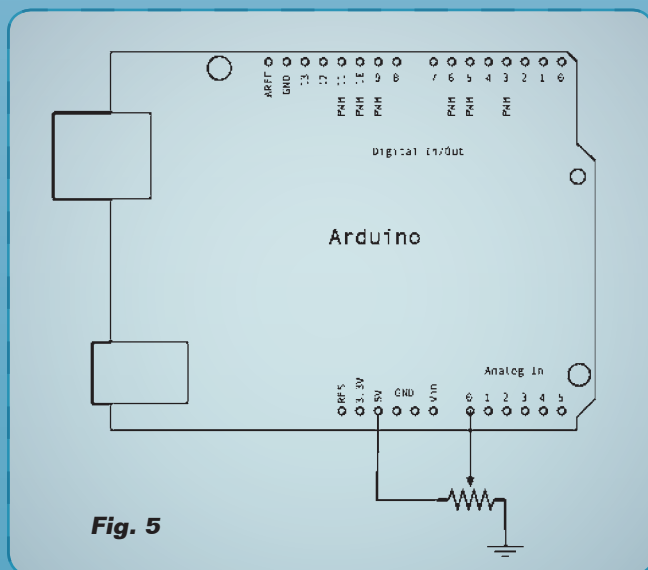 AREF GND 13 12 11 10 9 8 7 6 5 4 3 2 1 0
PWM PWM PWM PWM PWM PWM
Digital In/Out
Arduino
Analog In
RES 3.3V 5V GND Vin 0 1 2 3 4 5
Fig. 5